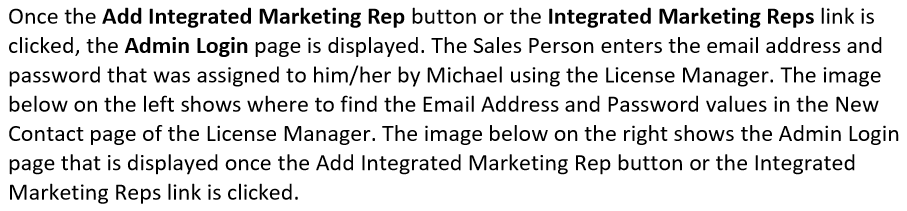 Once the Add Integrated Marketing Rep button or the Integrated Marketing Reps link is
clicked, the Admin Login page is displayed. The Sales Person enters the email address and
password that was assigned to him/her by Michael using the License Manager. The image
below on the left shows where to find the Email Address and Password values in the New
Contact page of the License Manager. The image below on the right shows the Admin Login
page that is displayed once the Add Integrated Marketing Rep button or the Integrated
Marketing Reps link is clicked.